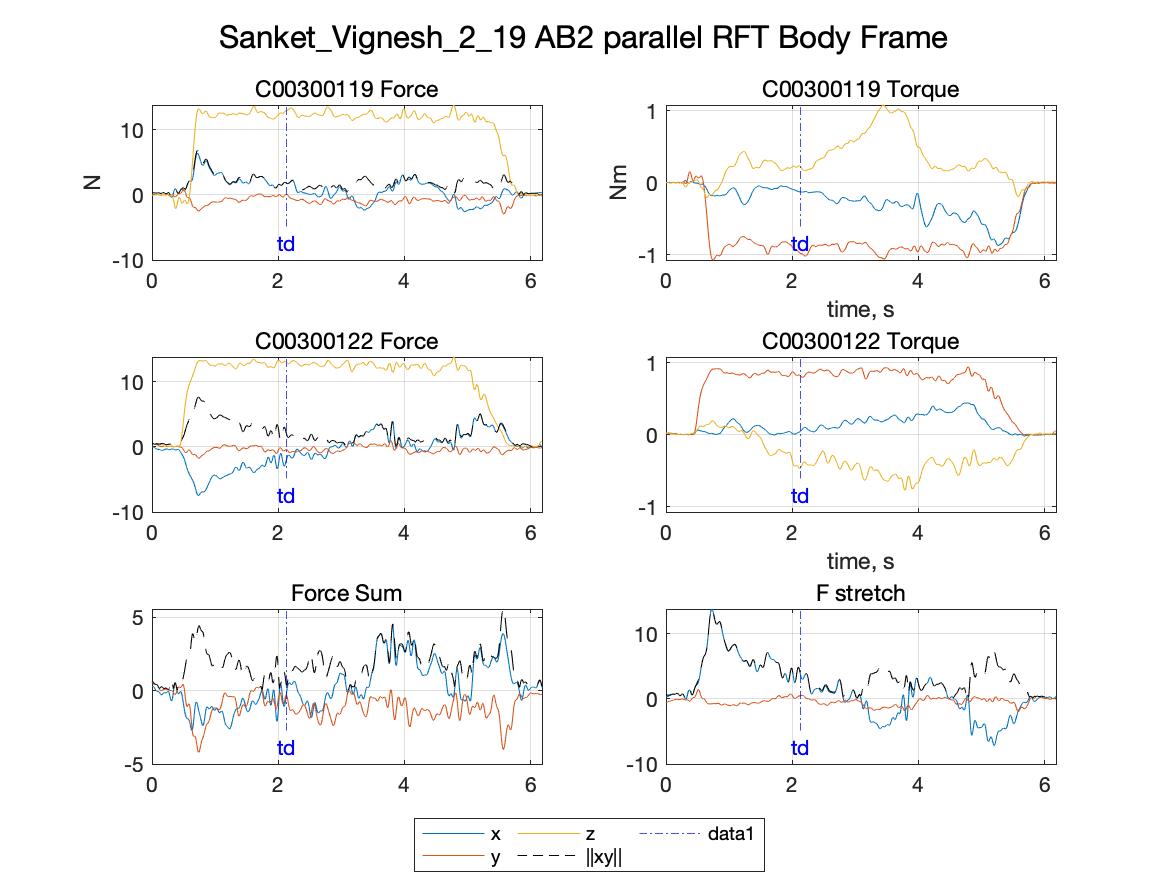 Sanket_Vignesh_2_19 AB2 parallel RFT Body Frame
C00300119 Force
N
10
0
-10
td
0 2 4 6
C00300119 Torque
Nm
1
0
-1
td
0 2 4 6
time, s
C00300122 Force
10
0
-10
td
0 2 4 6
C00300122 Torque
1
0
-1
td
0 2 4 6
time, s
Force Sum
5
0
-5
td
0 2 4 6
F stretch
10
0
-10
td
0 2 4 6
x z data1
y ||xy||